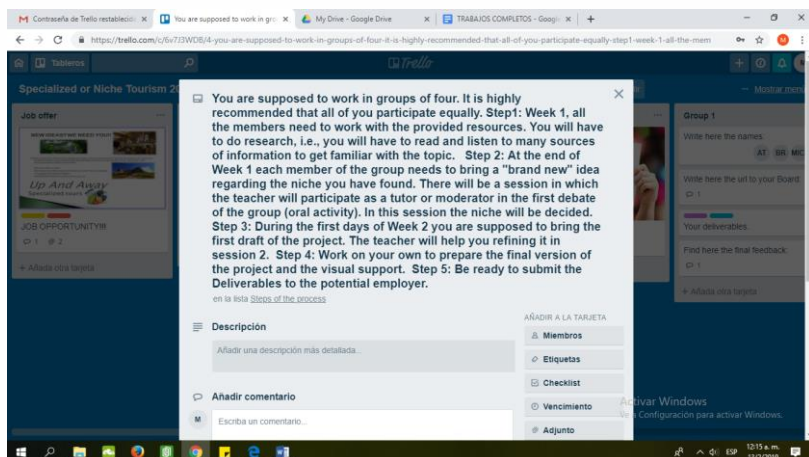 Contraseña de Trello restablecid
You are supposed to work in gro
My Drive - Google Drive
TRABAJOS COMPLETOS - Googl
https://trello.com/c/6v7J3WDB/4-you-are-supposed-to-work-in-groups-of-four-it-is-highly-recommended-that-all-of-you-participate-equally-step1-week-1-all-the-mem
Tableros
Trello
Specialized or Niche Tourism 20
Mostrar menú
Job offer
Up And Away
JOB OPPORTUNITY!!!
1 2
+ Añada otra tarjeta
You are supposed to work in groups of four. It is highly
recommended that all of you participate equally. Step1: Week 1, all
the members need to work with the provided resources. You will have
to do research, i.e., you will have to read and listen to many sources
of information to get familiar with the topic. Step 2: At the end of
Week 1 each member of the group needs to bring a "brand new" idea
regarding the niche you have found. There will be a session in which
the teacher will participate as a tutor or moderator in the first debate
of the group (oral activity). In this session the niche will be decided.
Step 3: During the first days of Week 2 you are supposed to bring the
first draft of the project. The teacher will help you refining it in
session 2. Step 4: Work on your own to prepare the final version of
the project and the visual support. Step 5: Be ready to submit the
Deliverables to the potential employer.
en la lista Steps of the process
Descripción
Añadir una descripción más detallada...
Añadir comentario
M
Escriba un comentario...
AÑADIR A LA TARJETA
Miembros
Etiquetas
Checklist
Vencimiento
Adjunto
Group 1
Write here the names:
AT BR MIC
Write here the url to your Board:
1
Your deliverables.
Find here the final feedback:
1
+ Añada otra tarjeta
Activar Windows
Ve a Configuración para activar Windows.
ESP
12:15 a. m.